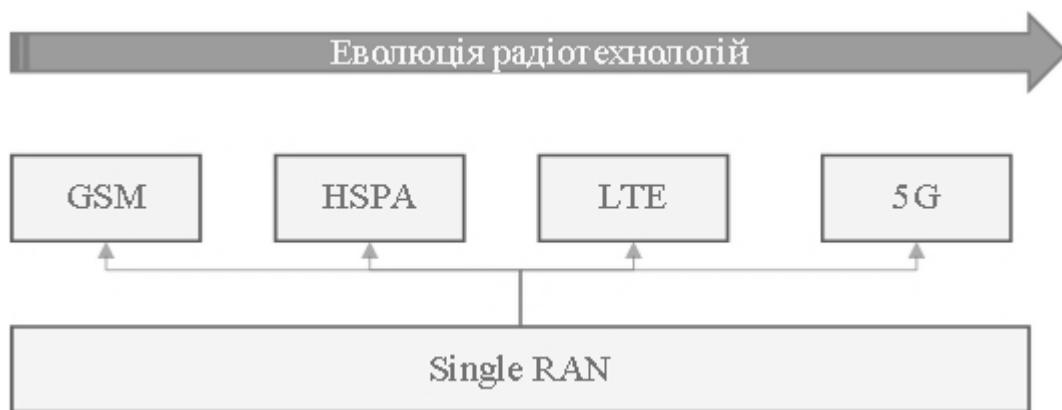 Еволюція радіотехнологій
GSM
HSPA
LTE
5G
Single RAN